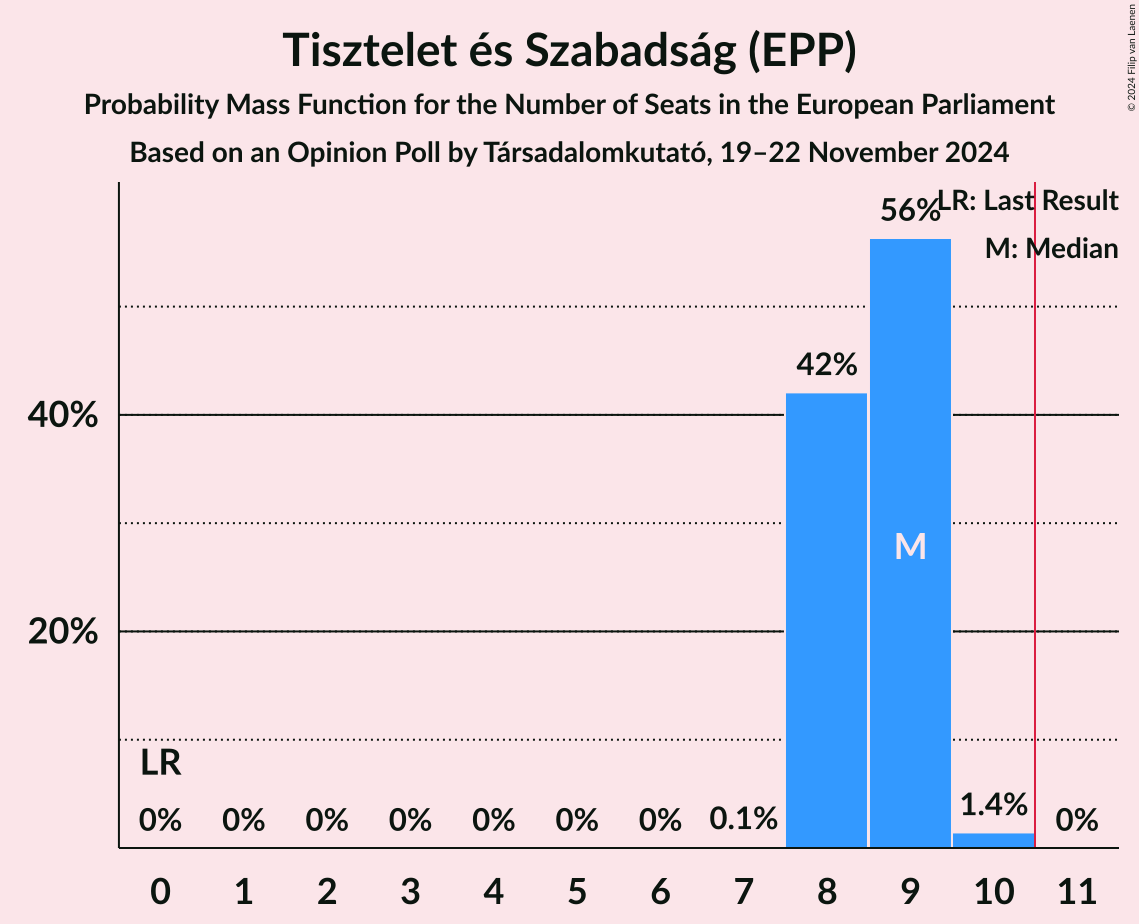 Tisztelet és Szabadság (EPP)
Probability Mass Function for the Number of Seats in the European Parliament
Based on an Opinion Poll by Társadalomkutató, 19–22 November 2024
© 2024 Filip van Laenen
LR: Last Result
M: Median
56%
42%
40%
M
20%
LR
0% 0% 0% 0% 0% 0% 0% 0.1% 1.4% 0%
0 1 2 3 4 5 6 7 8 9 10 11